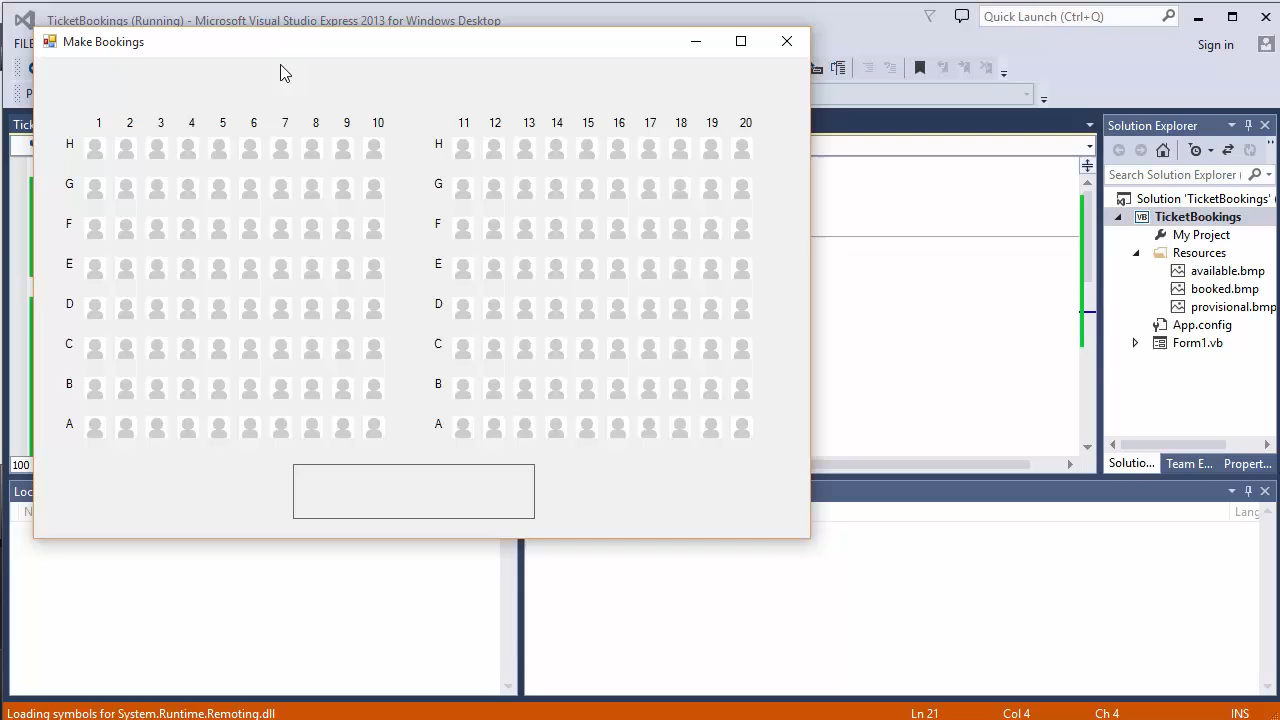 TicketBookings (Running) - Microsoft Visual Studio Express 2013 for Windows Desktop
Quick Launch (Ctrl+Q)
Sign in
Make Bookings
1 2 3 4 5 6 7 8 9 10 11 12 13 14 15 16 17 18 19 20
H H
G G
F F
E E
D D
C C
B B
A A
Solution Explorer
Search Solution Explorer
Solution 'TicketBookings' (
TicketBookings
My Project
Resources
available.bmp
booked.bmp
provisional.bmp
App.config
Form1.vb
Solutio... Team E... Propert...
100
Lang
Loading symbols for System.Runtime.Remoting.dll
Ln 21 Col 4 Ch 4 INS